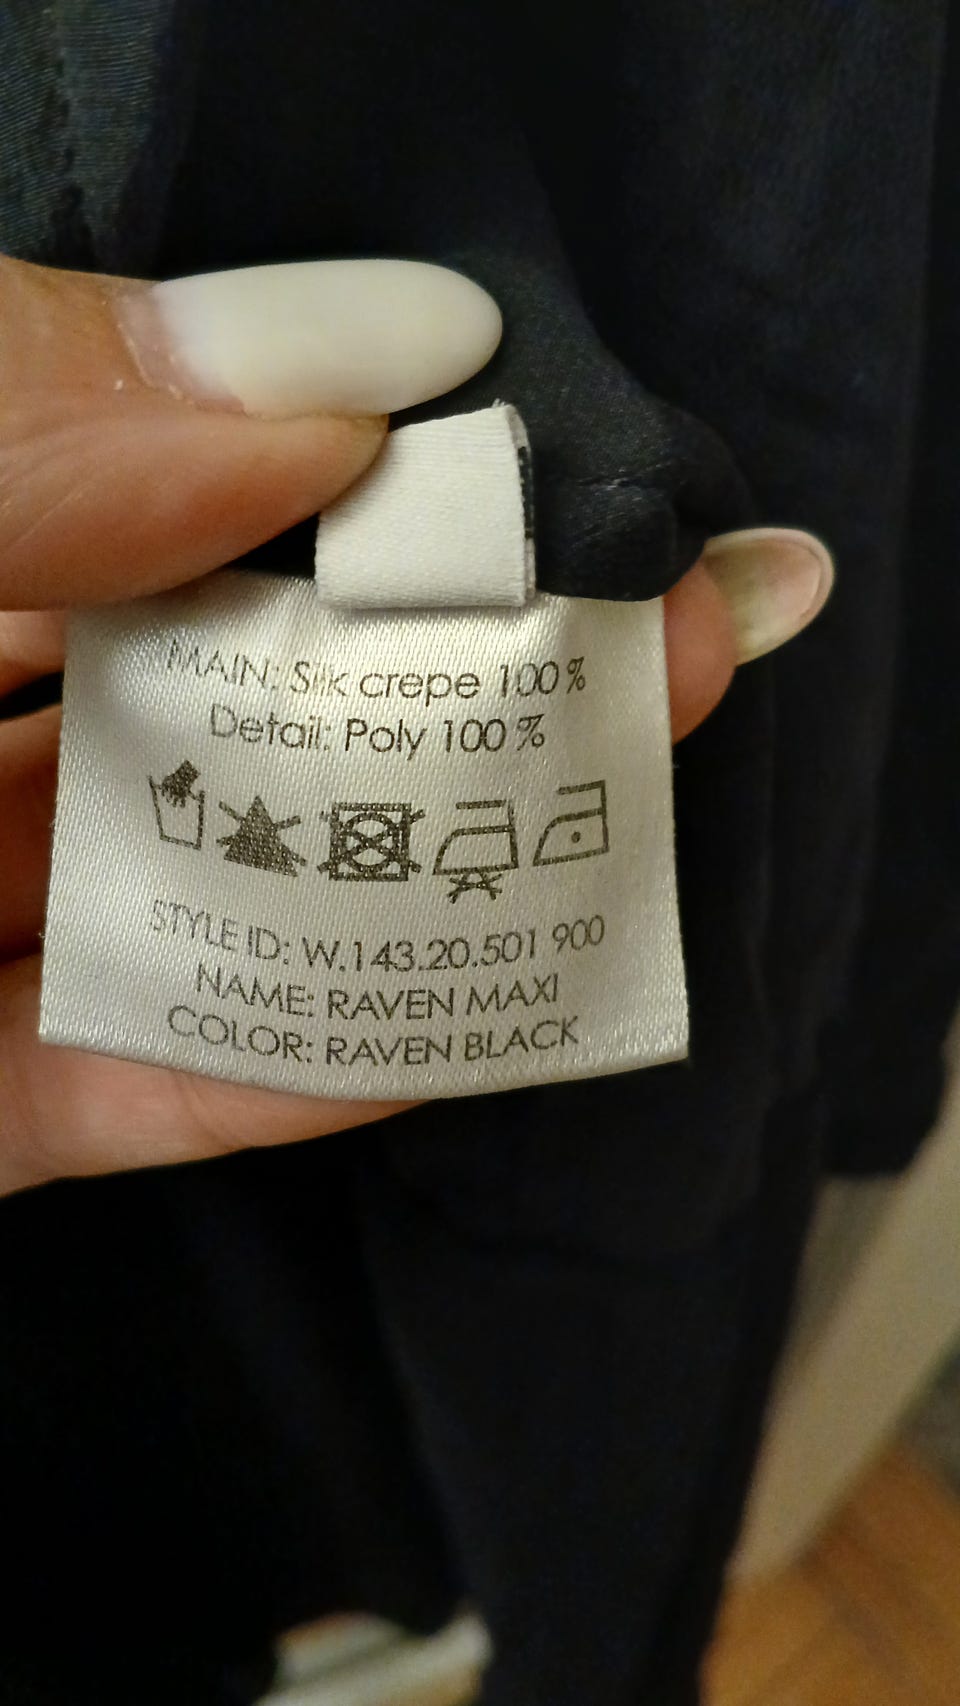 MAIN: Silk crepe 100%
Detail: Poly 100%
STYLE ID: W.143.20.501 900
NAME: RAVEN MAXI
COLOR: RAVEN BLACK